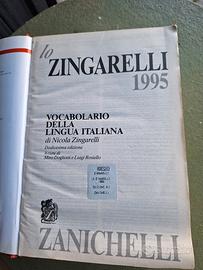 lo
ZINGARELLI
1995
VOCABOLARIO
DELLA
LINGUA ITALIANA
di Nicola Zingarelli
Dodicesima edizione
a cura di
Miro Dogliotti e Luigi Rosiello
ZANICHELLI